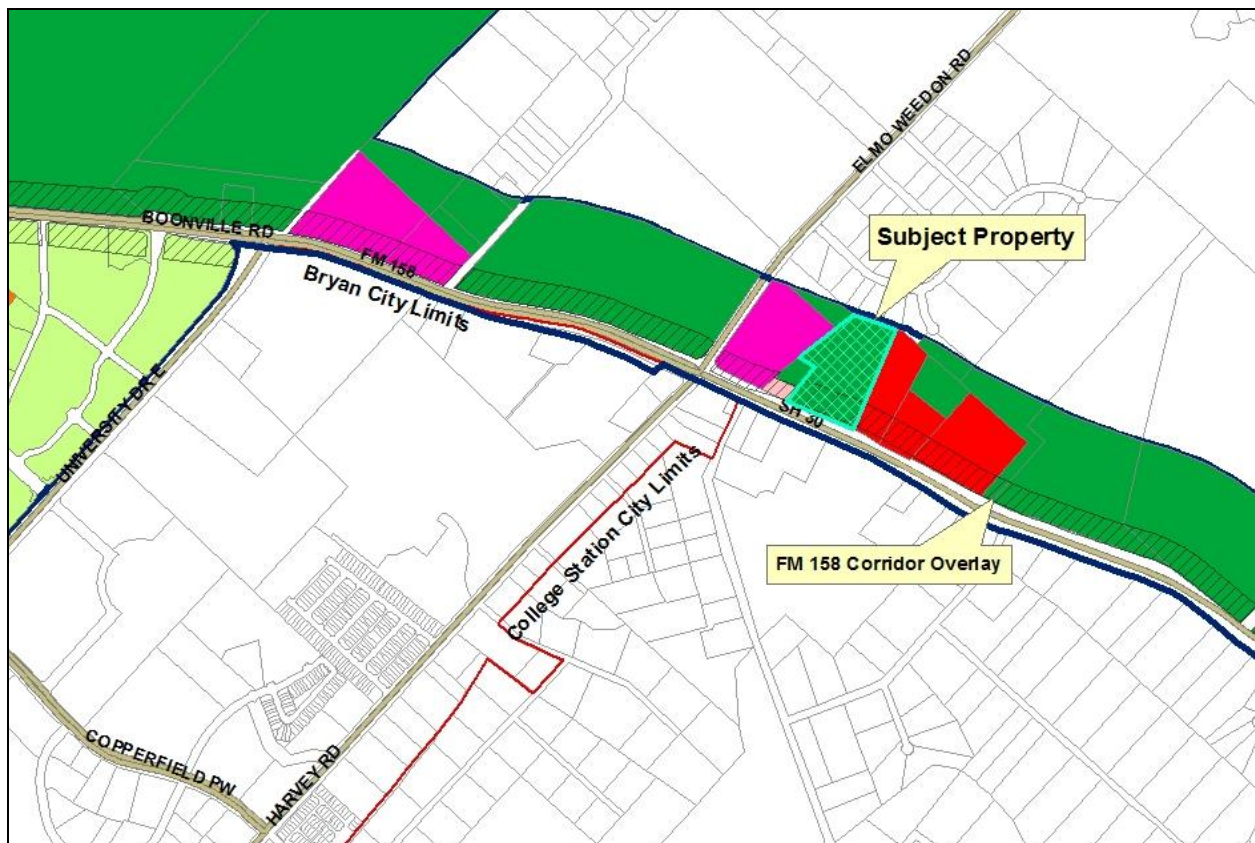 ELMO WEEDON RD
BOONVILLE RD
Subject Property
FM 158
Bryan City Limits
UNIVERSITY DR E
SH 30
College Station City Limits
FM 158 Corridor Overlay
COPPERFIELD PW
HARVEY RD